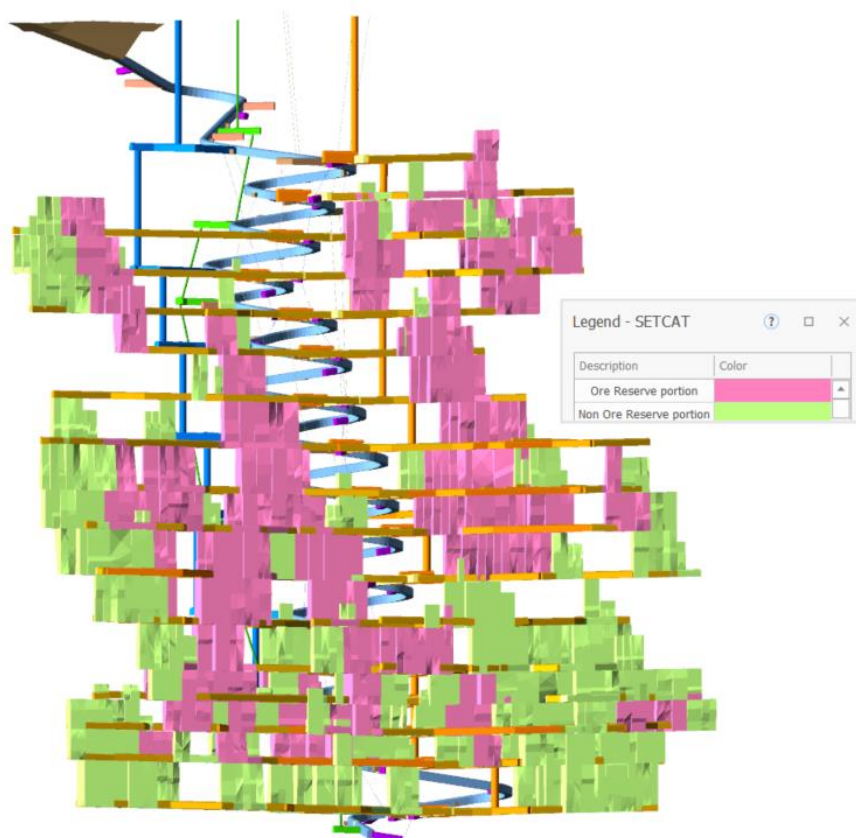 Legend - SETCAT
Description Color
Ore Reserve portion
Non Ore Reserve portion